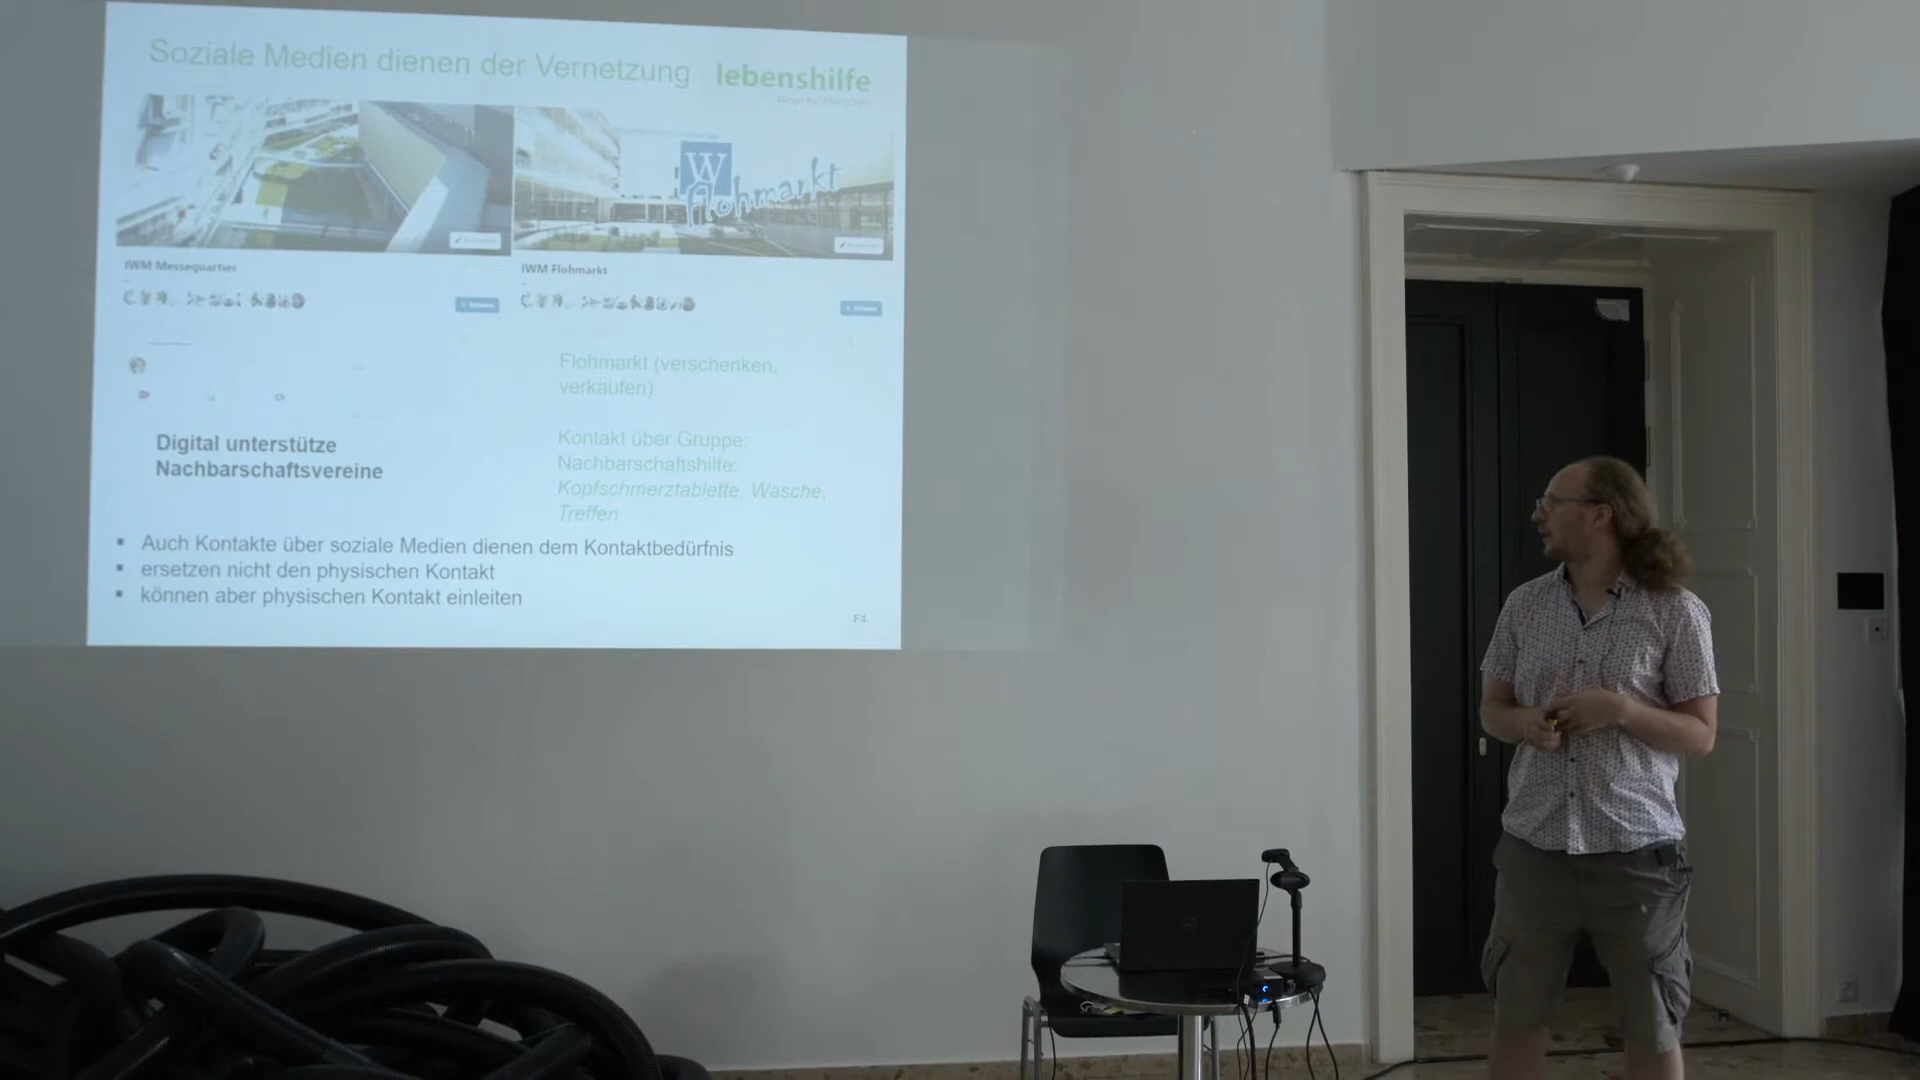 Soziale Medien dienen der Vernetzung
lebenshilfe
W
flohmarkt
IWM Messequartier
IWM Flohmarkt
Flohmarkt (verschenken,
verkaufen)
Kontakt über Gruppe:
Nachbarschaftshilfe:
Kopfschmerztablette, Wasche,
Treffen
Digital unterstütze
Nachbarschaftsvereine
Auch Kontakte über soziale Medien dienen dem Kontaktbedürfnis
ersetzen nicht den physischen Kontakt
können aber physischen Kontakt einleiten
F4